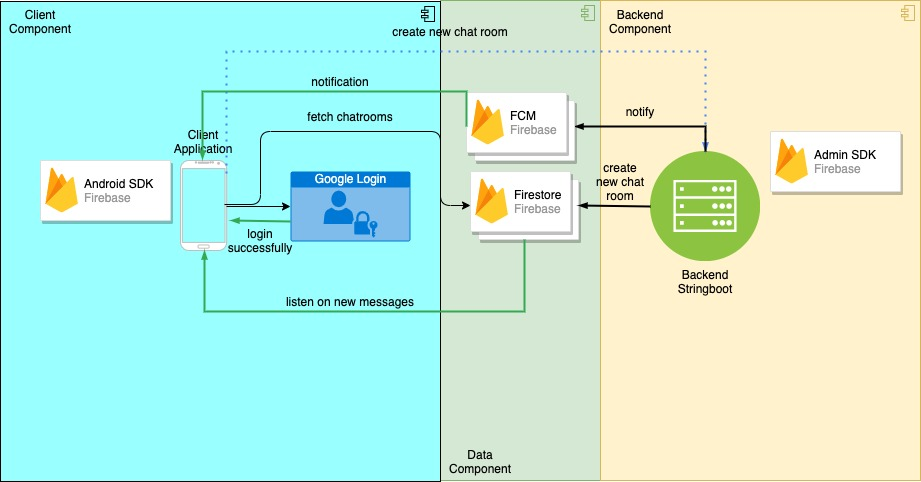 Client
Component
Backend
Component
create new chat room
notification
fetch chatrooms
FCM
Firebase
notify
Client
Application
Admin SDK
Firebase
Android SDK
Firebase
Google Login
Firestore
Firebase
create
new chat
room
login
successfully
Backend
Stringboot
listen on new messages
Data
Component